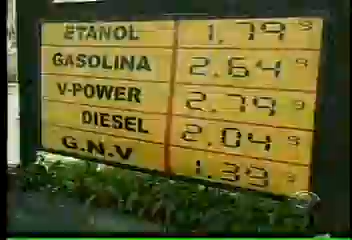 ETANOL 1.79 9
GASOLINA 2.64 9
V-POWER 2.79 9
DIESEL 2.04 9
G.N.V 1.39 9